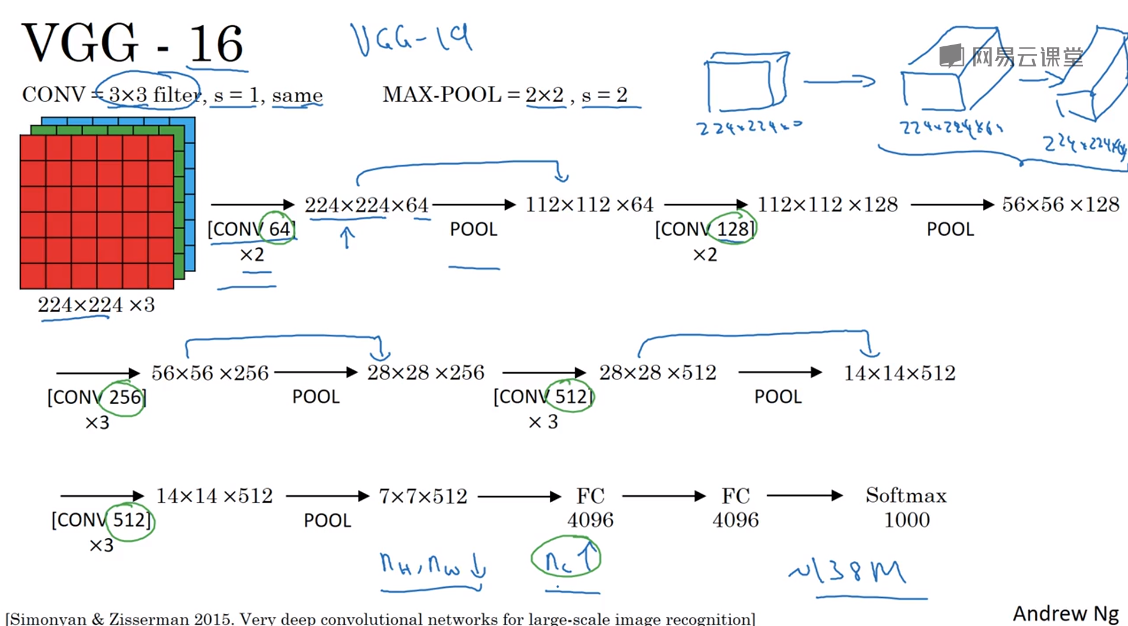 VGG - 16
VGG-19
网易云课堂
CONV = 3×3 filter, s = 1, same
MAX-POOL = 2×2 , s = 2
224×224×3
224×224×64
224×224×64
224×224×64
112×112 ×64
112×112 ×128
56×56 ×128
[CONV 64]
POOL
[CONV 128]
POOL
×2
×2
224×224 ×3
56×56 ×256
28×28 ×256
28×28 ×512
14×14×512
[CONV 256]
POOL
[CONV 512]
POOL
×3
× 3
14×14 ×512
7×7×512
FC
FC
Softmax
[CONV 512]
POOL
4096
4096
1000
×3
nH, nW ↓
nC ↑
~138M
[Simonyan & Zisserman 2015. Very deep convolutional networks for large-scale image recognition]
Andrew Ng